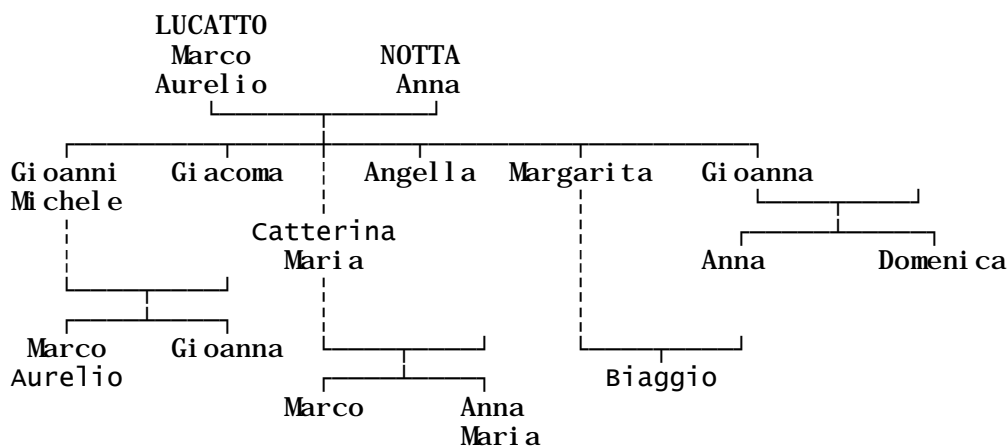 LUCATTO
Marco NOTTA
Aurelio Anna
Gioanni Giacoma Angella Margarita Gioanna
Michele
Catterina
Maria Anna Domenica
Marco Gioanna
Aurelio Biaggio
Marco Anna
Maria